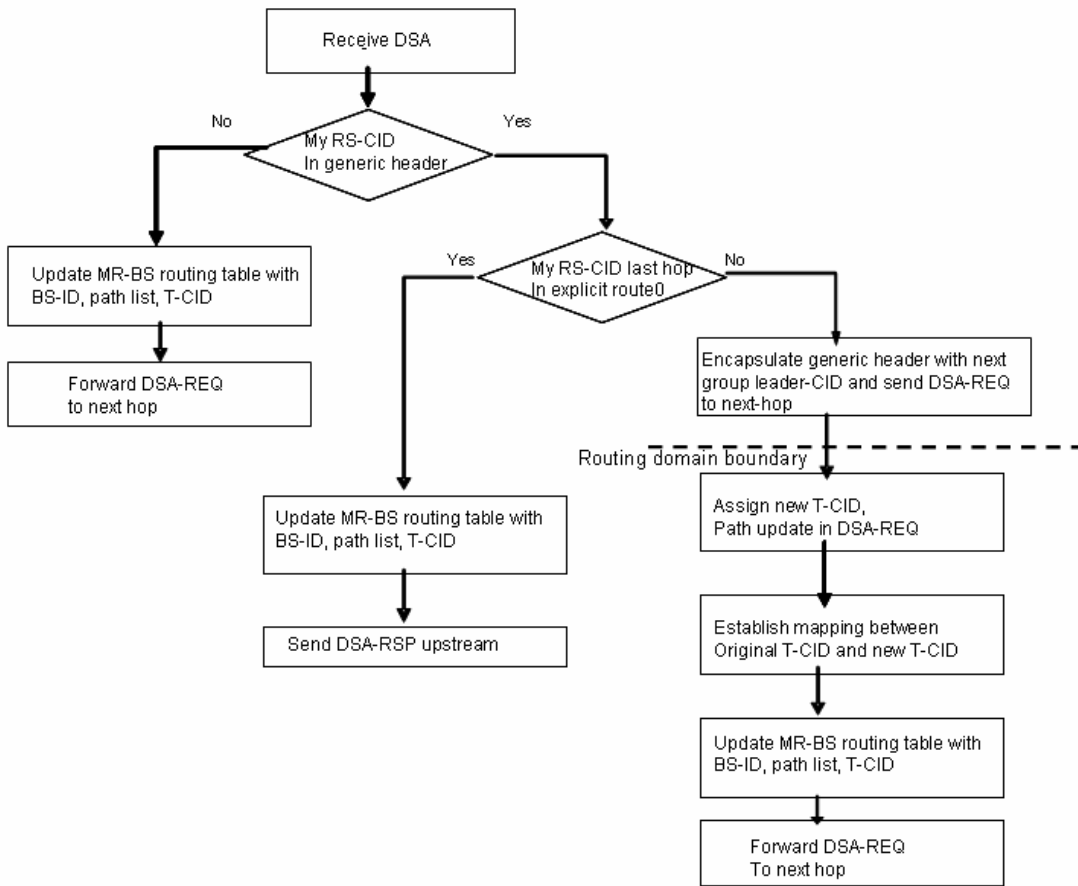 Receive DSA
No
Yes
My RS-CID
In generic header
Update MR-BS routing table with
BS-ID, path list, T-CID
Forward DSA-REQ
to next hop
Yes
No
My RS-CID last hop
In explicit route0
Encapsulate generic header with next
group leader-CID and send DSA-REQ
to next-hop
Routing domain boundary
Update MR-BS routing table with
BS-ID, path list, T-CID
Send DSA-RSP upstream
Assign new T-CID,
Path update in DSA-REQ
Establish mapping between
Original T-CID and new T-CID
Update MR-BS routing table with
BS-ID, path list, T-CID
Forward DSA-REQ
To next hop